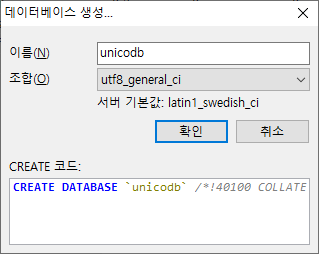 데이터베이스 생성...
이름(N)
unicodb
조합(O)
utf8_general_ci
서버 기본값: latin1_swedish_ci
확인
취소
CREATE 코드:
CREATE DATABASE `unicodb` /*!40100 COLLATE